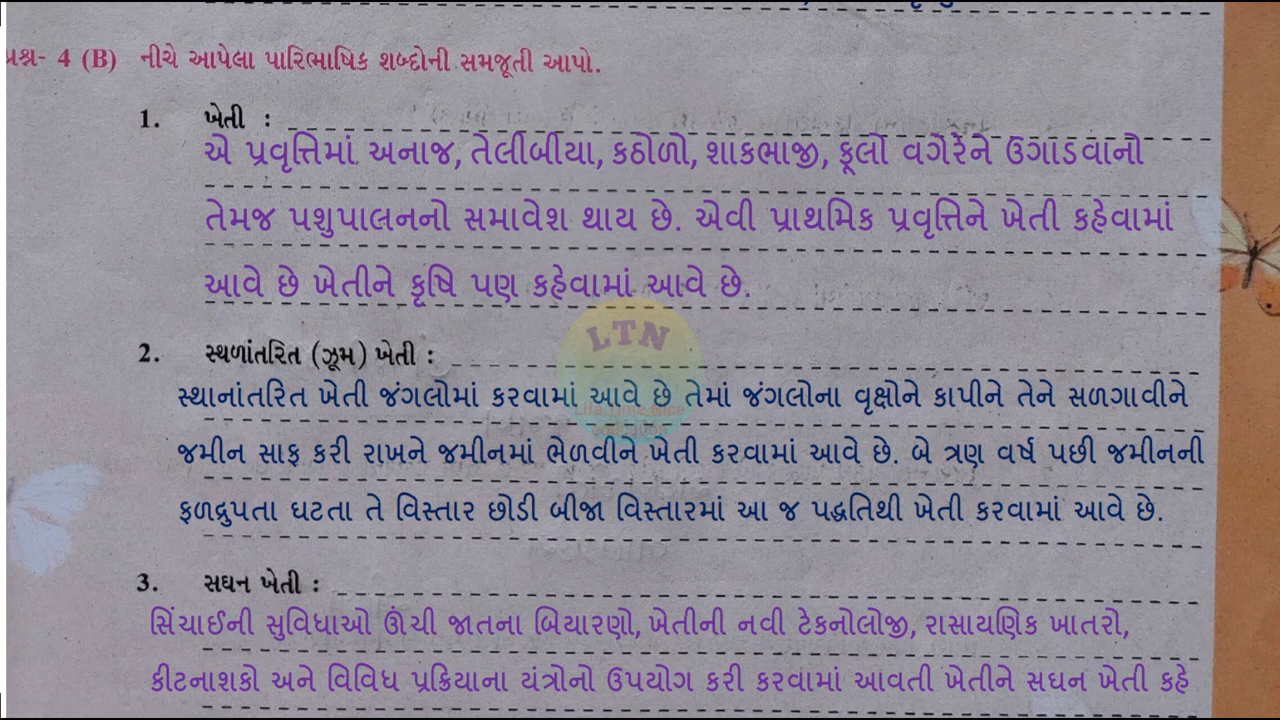 પ્રશ્ન- 4 (B) નીચે આપેલા પારિભાષિક શબ્દોની સમજૂતી આપો.
1. ખેતી :
એ પ્રવૃત્તિમાં અનાજ, તેલીબીયા, કઠોળો, શાકભાજી, ફૂલો વગેરેને ઉગાડવાનો
તેમજ પશુપાલનનો સમાવેશ થાય છે. એવી પ્રાથમિક પ્રવૃત્તિને ખેતી કહેવામાં
આવે છે ખેતીને કૃષિ પણ કહેવામાં આવે છે.
LTN
2. સ્થળાંતરિત (ઝૂમ) ખેતી :
સ્થાનાંતરિત ખેતી જંગલોમાં કરવામાં આવે છે તેમાં જંગલોના વૃક્ષોને કાપીને તેને સળગાવીને
Life Time Nice
જમીન સાફ કરી રાખને જમીનમાં ભેળવીને ખેતી કરવામાં આવે છે. બે ત્રણ વર્ષ પછી જમીનની
ફળદ્રુપતા ઘટતા તે વિસ્તાર છોડી બીજા વિસ્તારમાં આ જ પદ્ધતિથી ખેતી કરવામાં આવે છે.
3. સઘન ખેતી :
સિંચાઈની સુવિધાઓ ઊંચી જાતના બિયારણો, ખેતીની નવી ટેકનોલોજી, રાસાયણિક ખાતરો,
કીટનાશકો અને વિવિધ પ્રક્રિયાના યંત્રોનો ઉપયોગ કરી કરવામાં આવતી ખેતીને સઘન ખેતી કહે